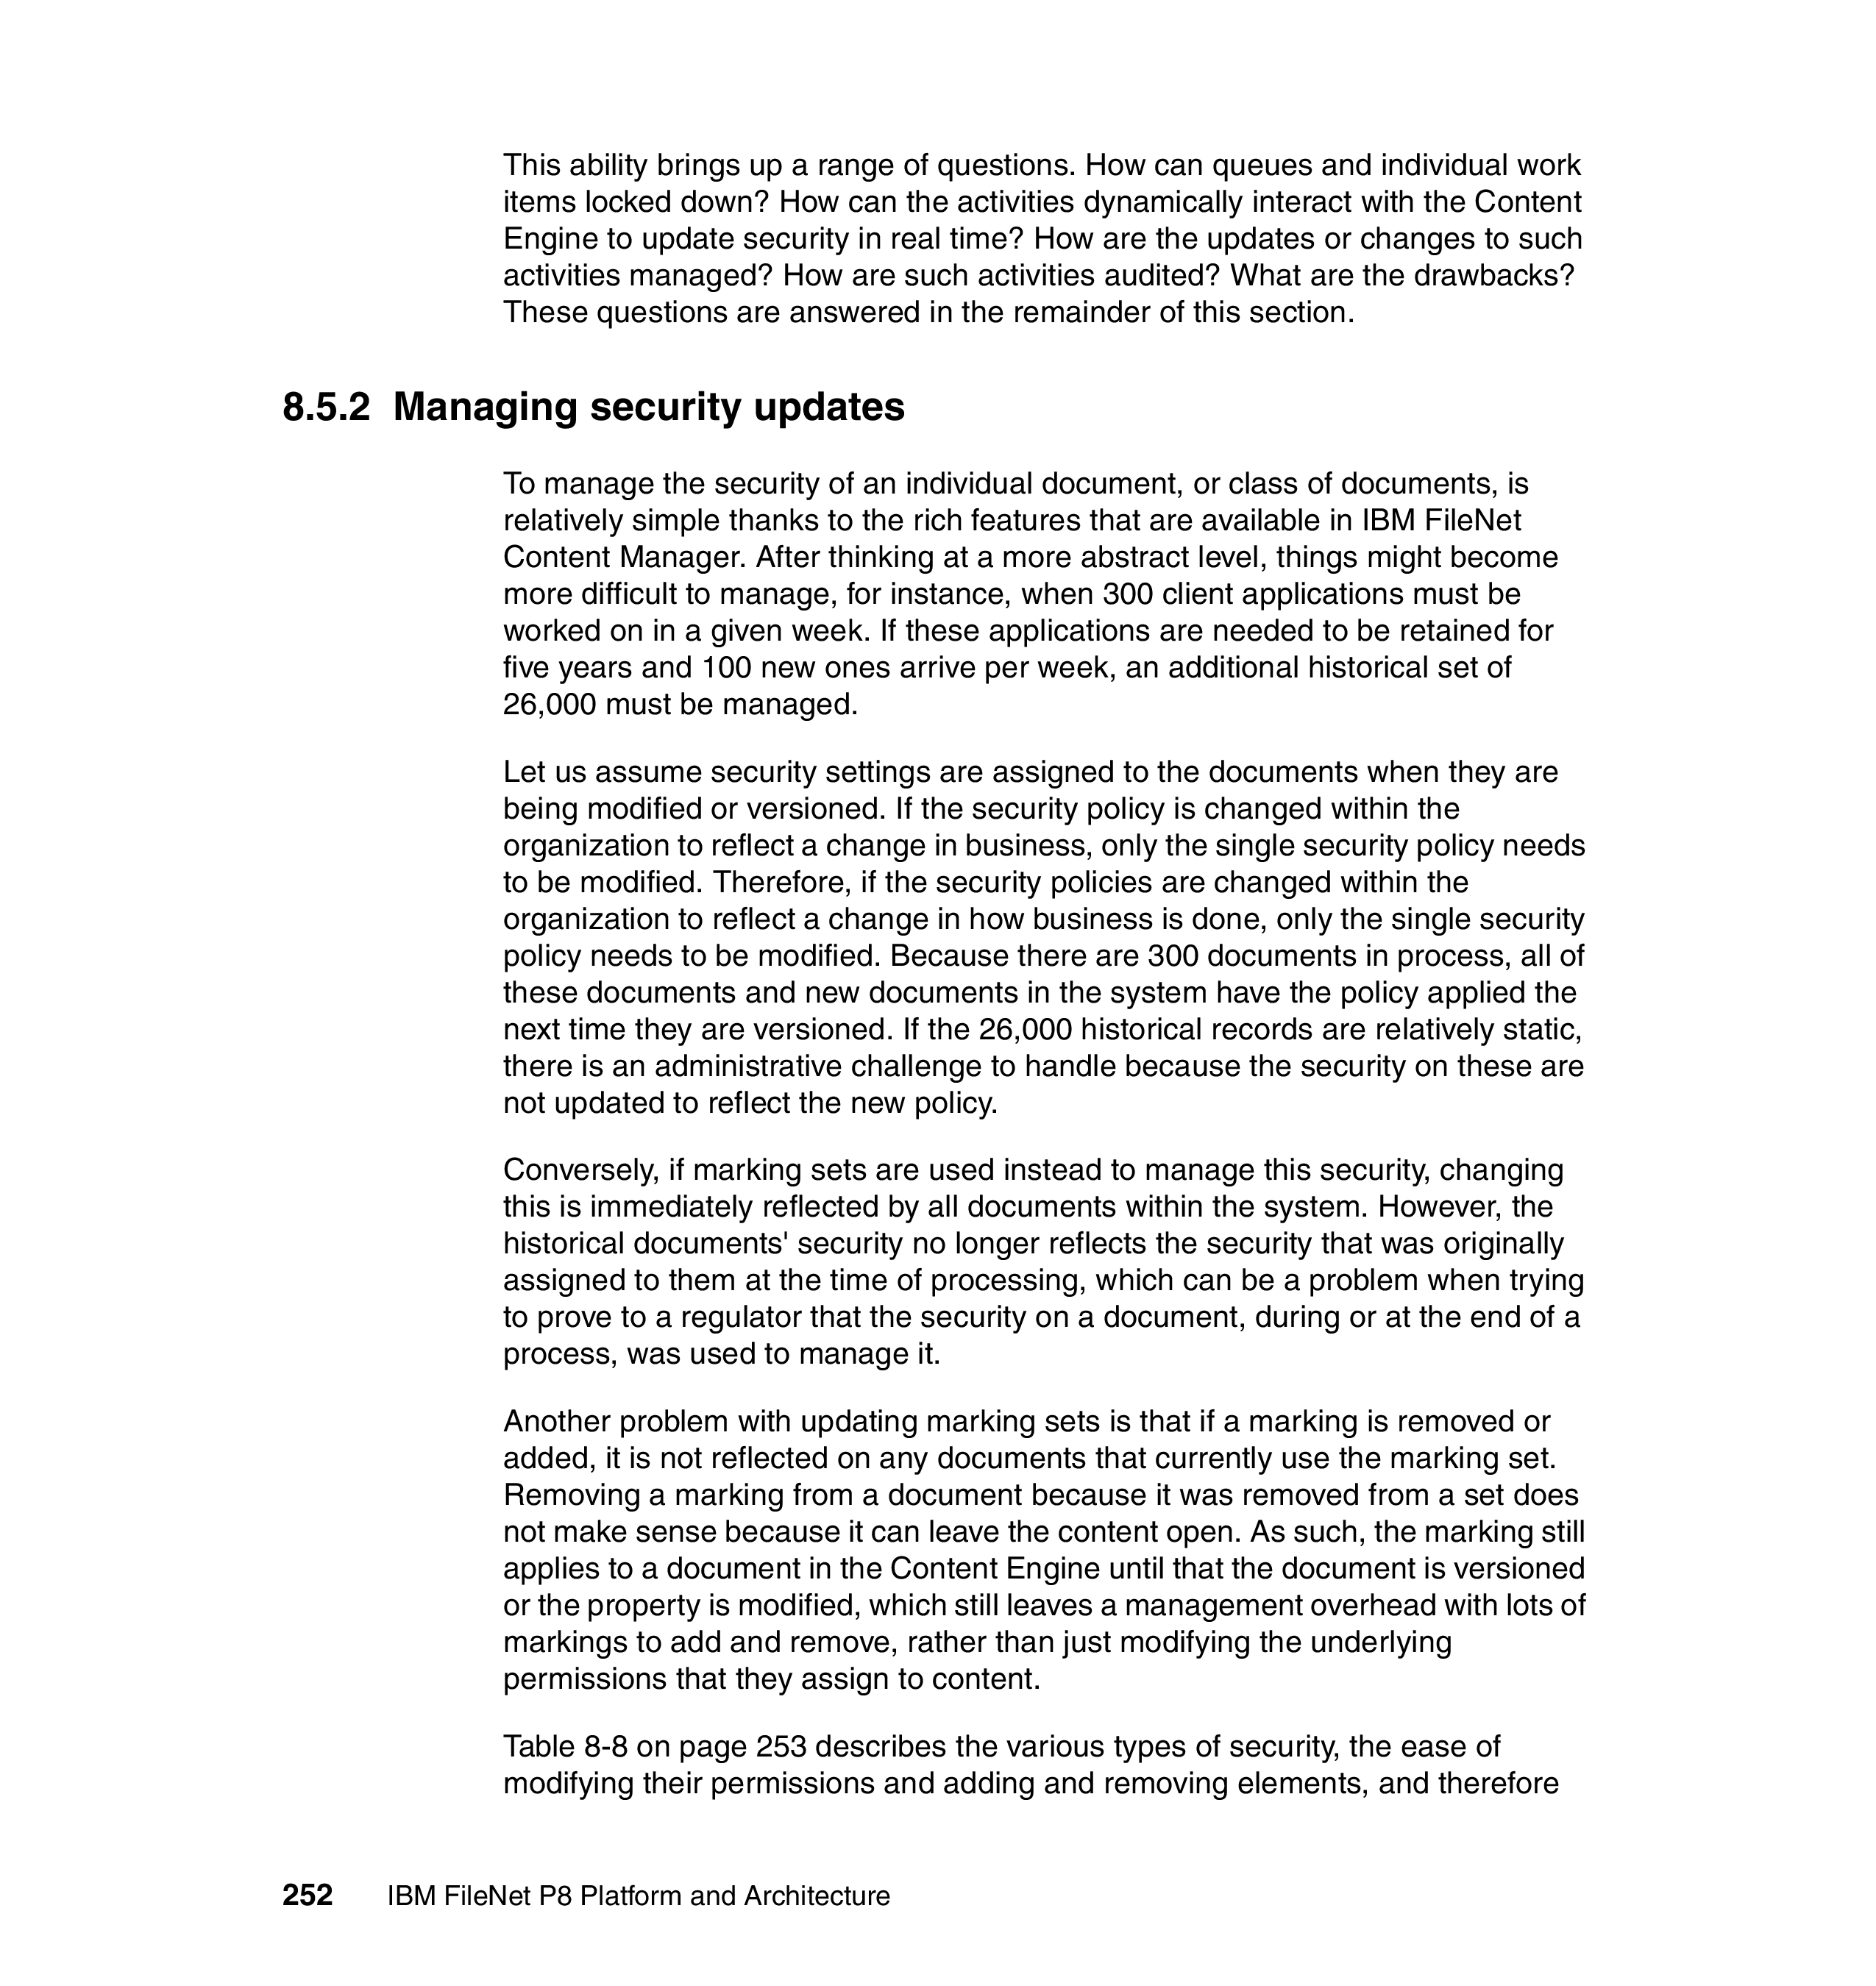 This ability brings up a range of questions. How can queues and individual work
items locked down? How can the activities dynamically interact with the Content
Engine to update security in real time? How are the updates or changes to such
activities managed? How are such activities audited? What are the drawbacks?
These questions are answered in the remainder of this section.
8.5.2 Managing security updates
To manage the security of an individual document, or class of documents, is
relatively simple thanks to the rich features that are available in IBM FileNet
Content Manager. After thinking at a more abstract level, things might become
more difficult to manage, for instance, when 300 client applications must be
worked on in a given week. If these applications are needed to be retained for
five years and 100 new ones arrive per week, an additional historical set of
26,000 must be managed.
Let us assume security settings are assigned to the documents when they are
being modified or versioned. If the security policy is changed within the
organization to reflect a change in business, only the single security policy needs
to be modified. Therefore, if the security policies are changed within the
organization to reflect a change in how business is done, only the single security
policy needs to be modified. Because there are 300 documents in process, all of
these documents and new documents in the system have the policy applied the
next time they are versioned. If the 26,000 historical records are relatively static,
there is an administrative challenge to handle because the security on these are
not updated to reflect the new policy.
Conversely, if marking sets are used instead to manage this security, changing
this is immediately reflected by all documents within the system. However, the
historical documents' security no longer reflects the security that was originally
assigned to them at the time of processing, which can be a problem when trying
to prove to a regulator that the security on a document, during or at the end of a
process, was used to manage it.
Another problem with updating marking sets is that if a marking is removed or
added, it is not reflected on any documents that currently use the marking set.
Removing a marking from a document because it was removed from a set does
not make sense because it can leave the content open. As such, the marking still
applies to a document in the Content Engine until that the document is versioned
or the property is modified, which still leaves a management overhead with lots of
markings to add and remove, rather than just modifying the underlying
permissions that they assign to content.
Table 8-8 on page 253 describes the various types of security, the ease of
modifying their permissions and adding and removing elements, and therefore
252 IBM FileNet P8 Platform and Architecture